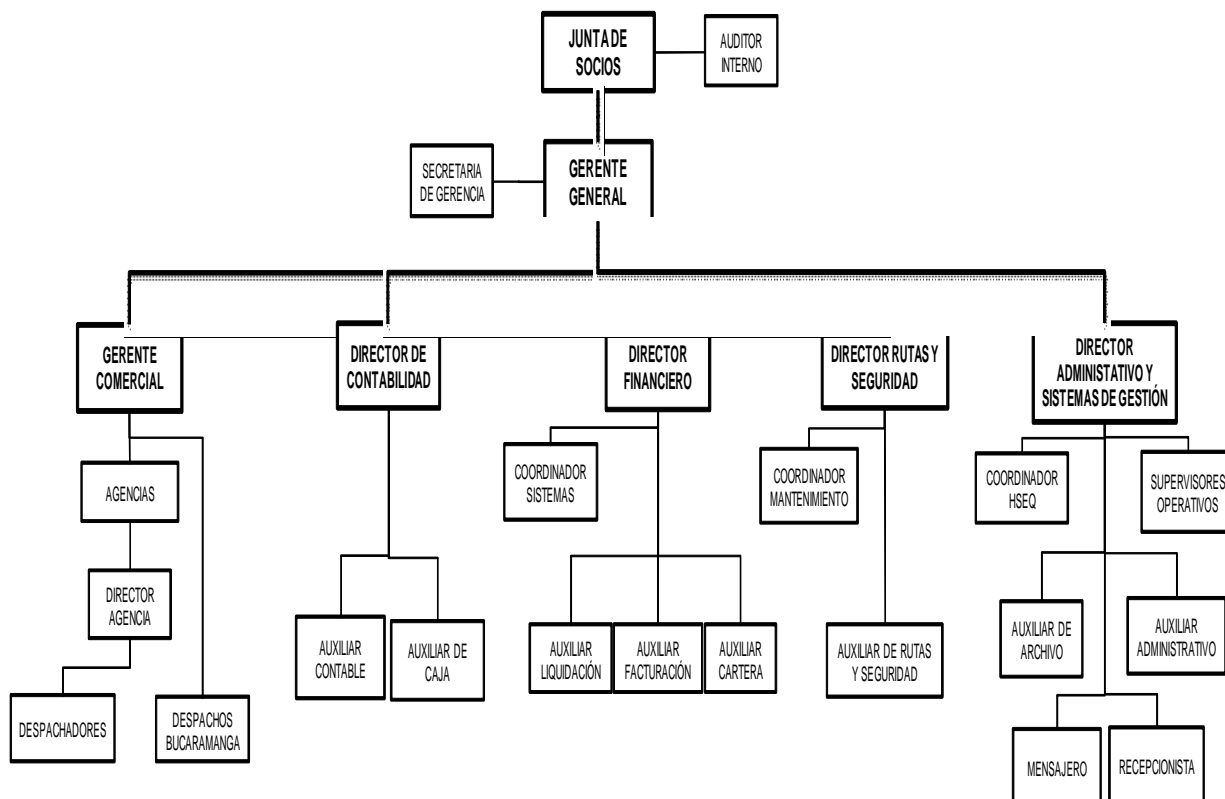 JUNTA DE
SOCIOS
AUDITOR
INTERNO
SECRETARIA
DE GERENCIA
GERENTE
GENERAL
GERENTE
COMERCIAL
DIRECTOR DE
CONTABILIDAD
DIRECTOR
FINANCIERO
DIRECTOR RUTAS Y
SEGURIDAD
DIRECTOR
ADMINISTATIVO Y
SISTEMAS DE GESTIÓN
AGENCIAS
COORDINADOR
SISTEMAS
COORDINADOR
MANTENIMIENTO
COORDINADOR
HSEQ
SUPERVISORES
OPERATIVOS
DIRECTOR
AGENCIA
AUXILIAR
CONTABLE
AUXILIAR DE
CAJA
AUXILIAR
LIQUIDACIÓN
AUXILIAR
FACTURACIÓN
AUXILIAR
CARTERA
AUXILIAR DE RUTAS
Y SEGURIDAD
AUXILIAR DE
ARCHIVO
AUXILIAR
ADMINISTRATIVO
DESPACHADORES
DESPACHOS
BUCARAMANGA
MENSAJERO
RECEPCIONISTA